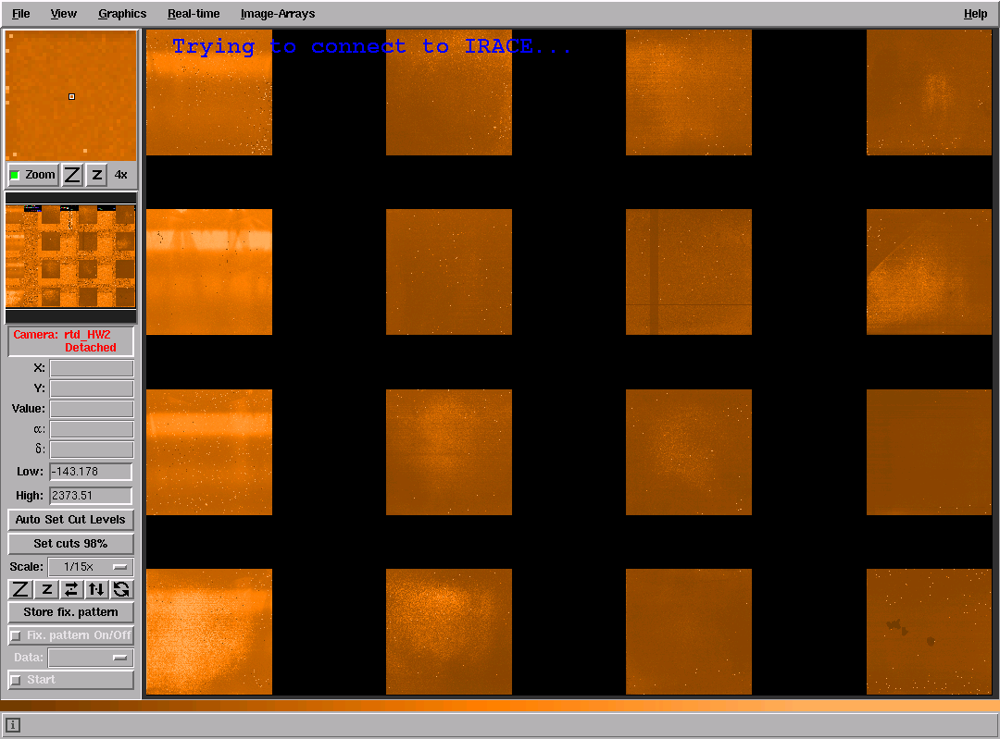 File View Graphics Real-time Image-Arrays Help
Trying to connect to IRACE...
Zoom Z z 4x
Camera: rtd_HW2
Detached
X:
Y:
Value:
α:
δ:
Low: -143.178
High: 2373.51
Auto Set Cut Levels
Set cuts 98%
Scale: 1/15x
Z z
Store fix. pattern
Fix. pattern On/Off
Data:
Start
i